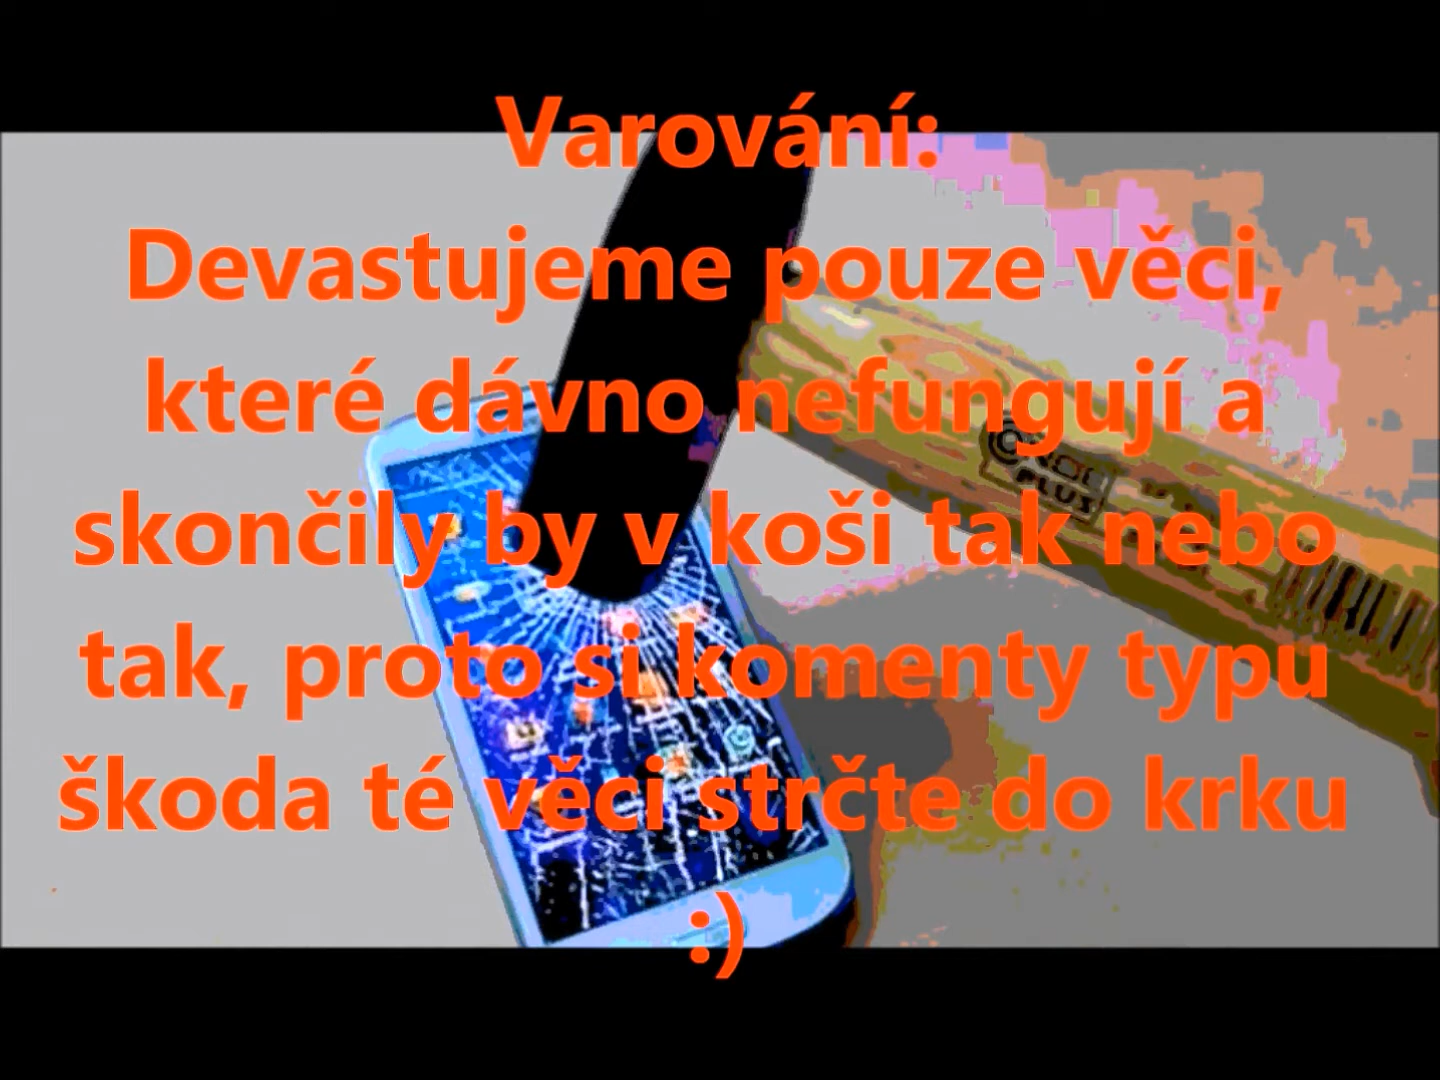 Varování:
Devastujeme pouze věci,
které dávno nefungují a
skončily by v koši tak nebo
tak, proto si komenty typu
škoda té věci strčte do krku
:)
PLUS